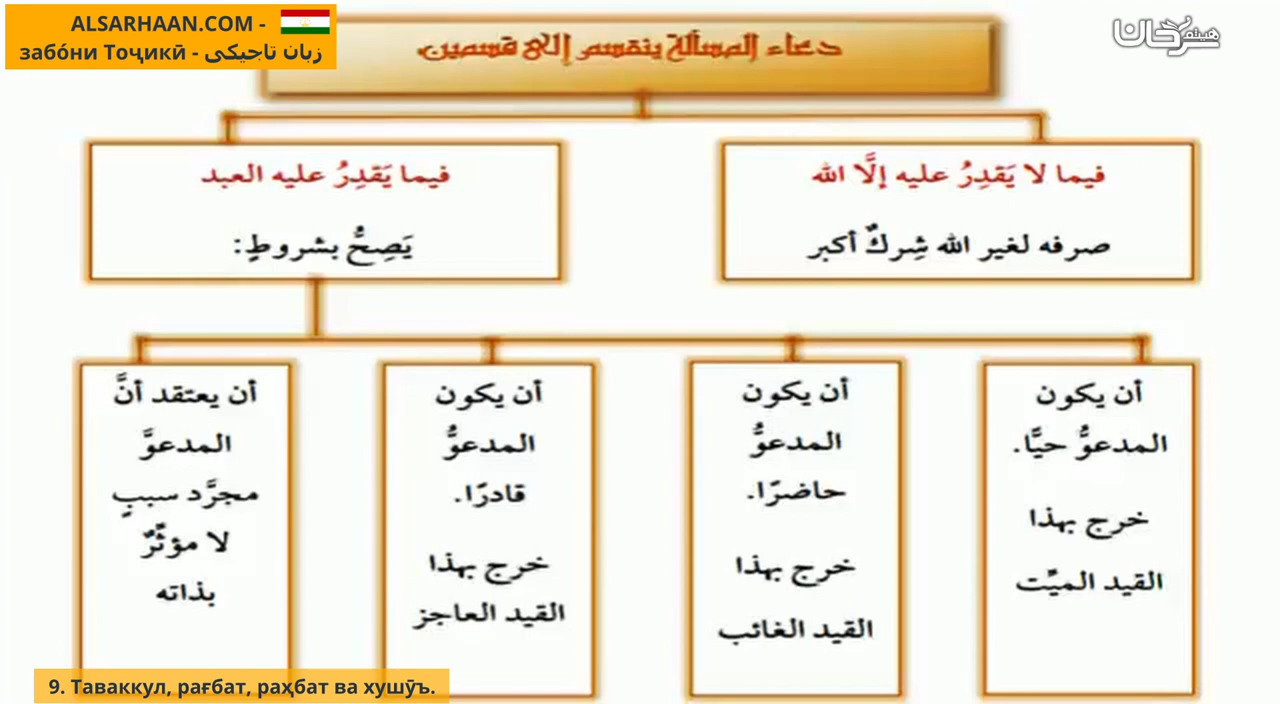 ALSARHAAN.COM -
забо́ни Тоҷикӣ - زبان تاجیکی
هيثم سرحان
دعاء المسألة ينقسم إلى قسمين
فيما لا يَقدِرُ عليه إلَّا الله
صرفه لغير الله شِركٌ أكبر
فيما يَقدِرُ عليه العبد
يَصِحُّ بشروطٍ:
أن يكون
المدعوُّ حيًّا.
خرج بهذا
القيد الميِّت
أن يكون
المدعوُّ
حاضرًا.
خرج بهذا
القيد الغائب
أن يكون
المدعوُّ
قادرًا.
خرج بهذا
القيد العاجز
أن يعتقد أنَّ
المدعوَّ
مجرَّد سببٍ
لا مؤثِّرٌ
بذاته
9. Таваккул, рағбат, раҳбат ва хушӯъ.